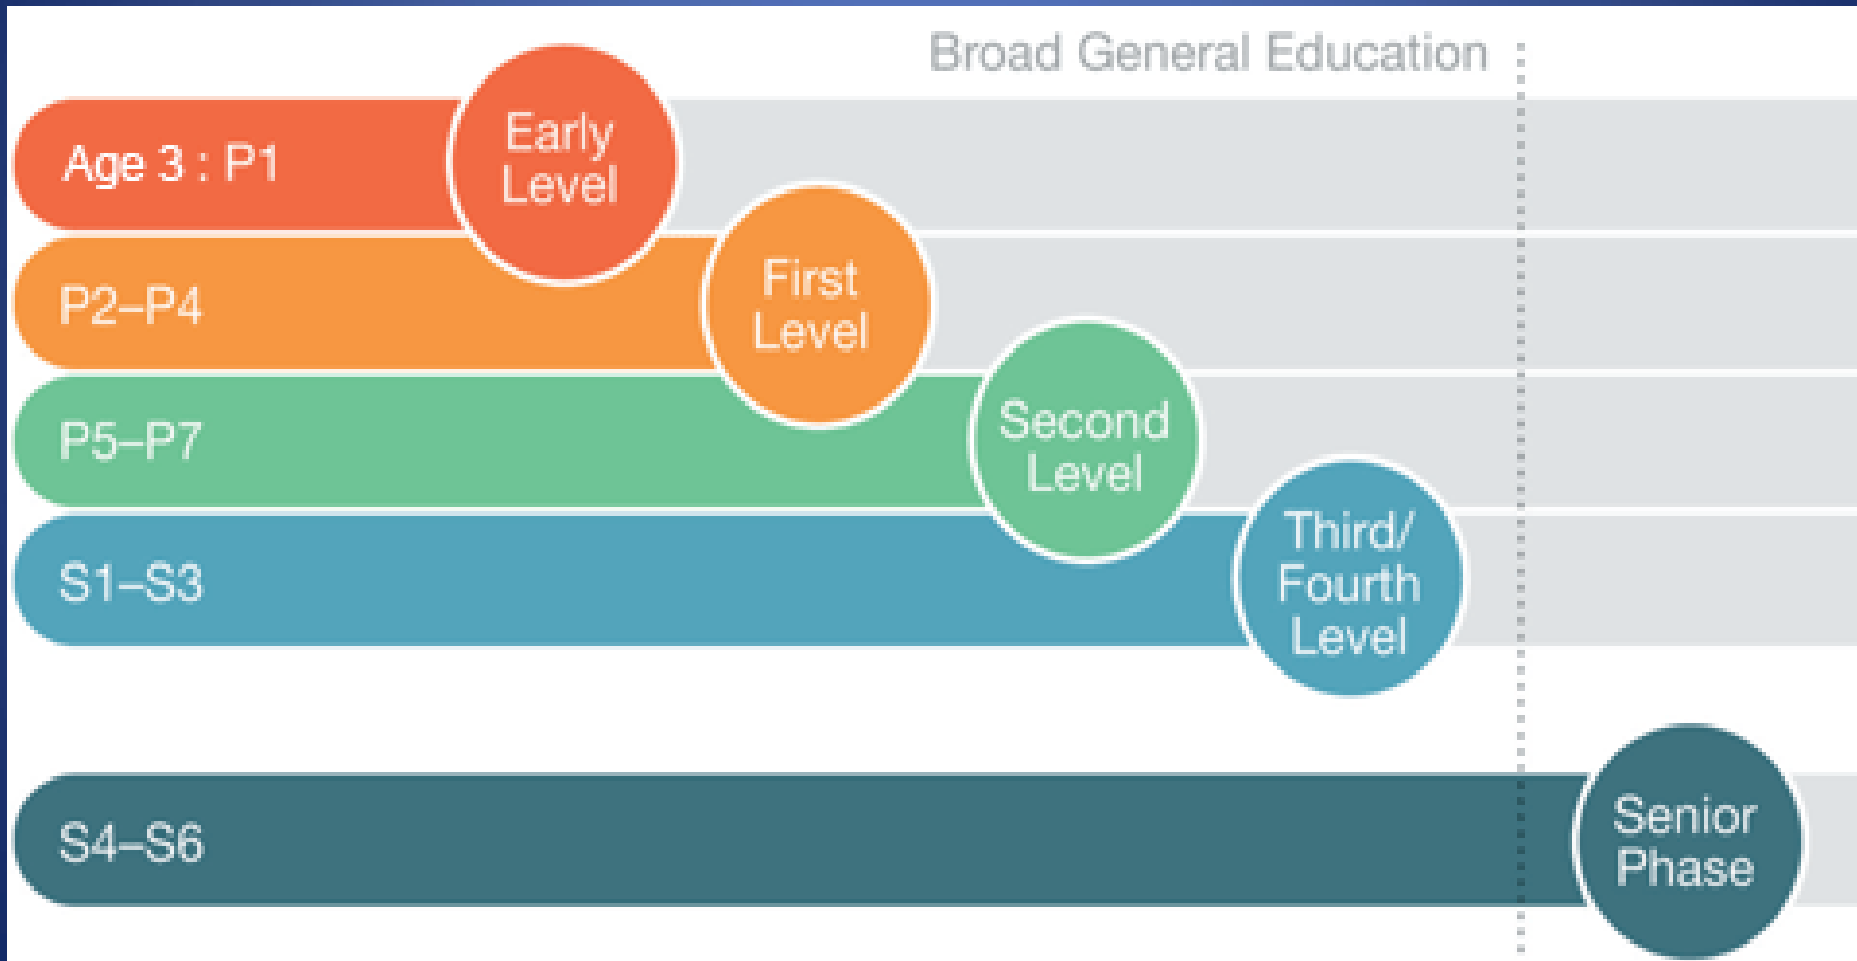 Broad General Education
Age 3 : P1
Early
Level
P2–P4
First
Level
P5–P7
Second
Level
S1–S3
Third/
Fourth
Level
S4–S6
Senior
Phase